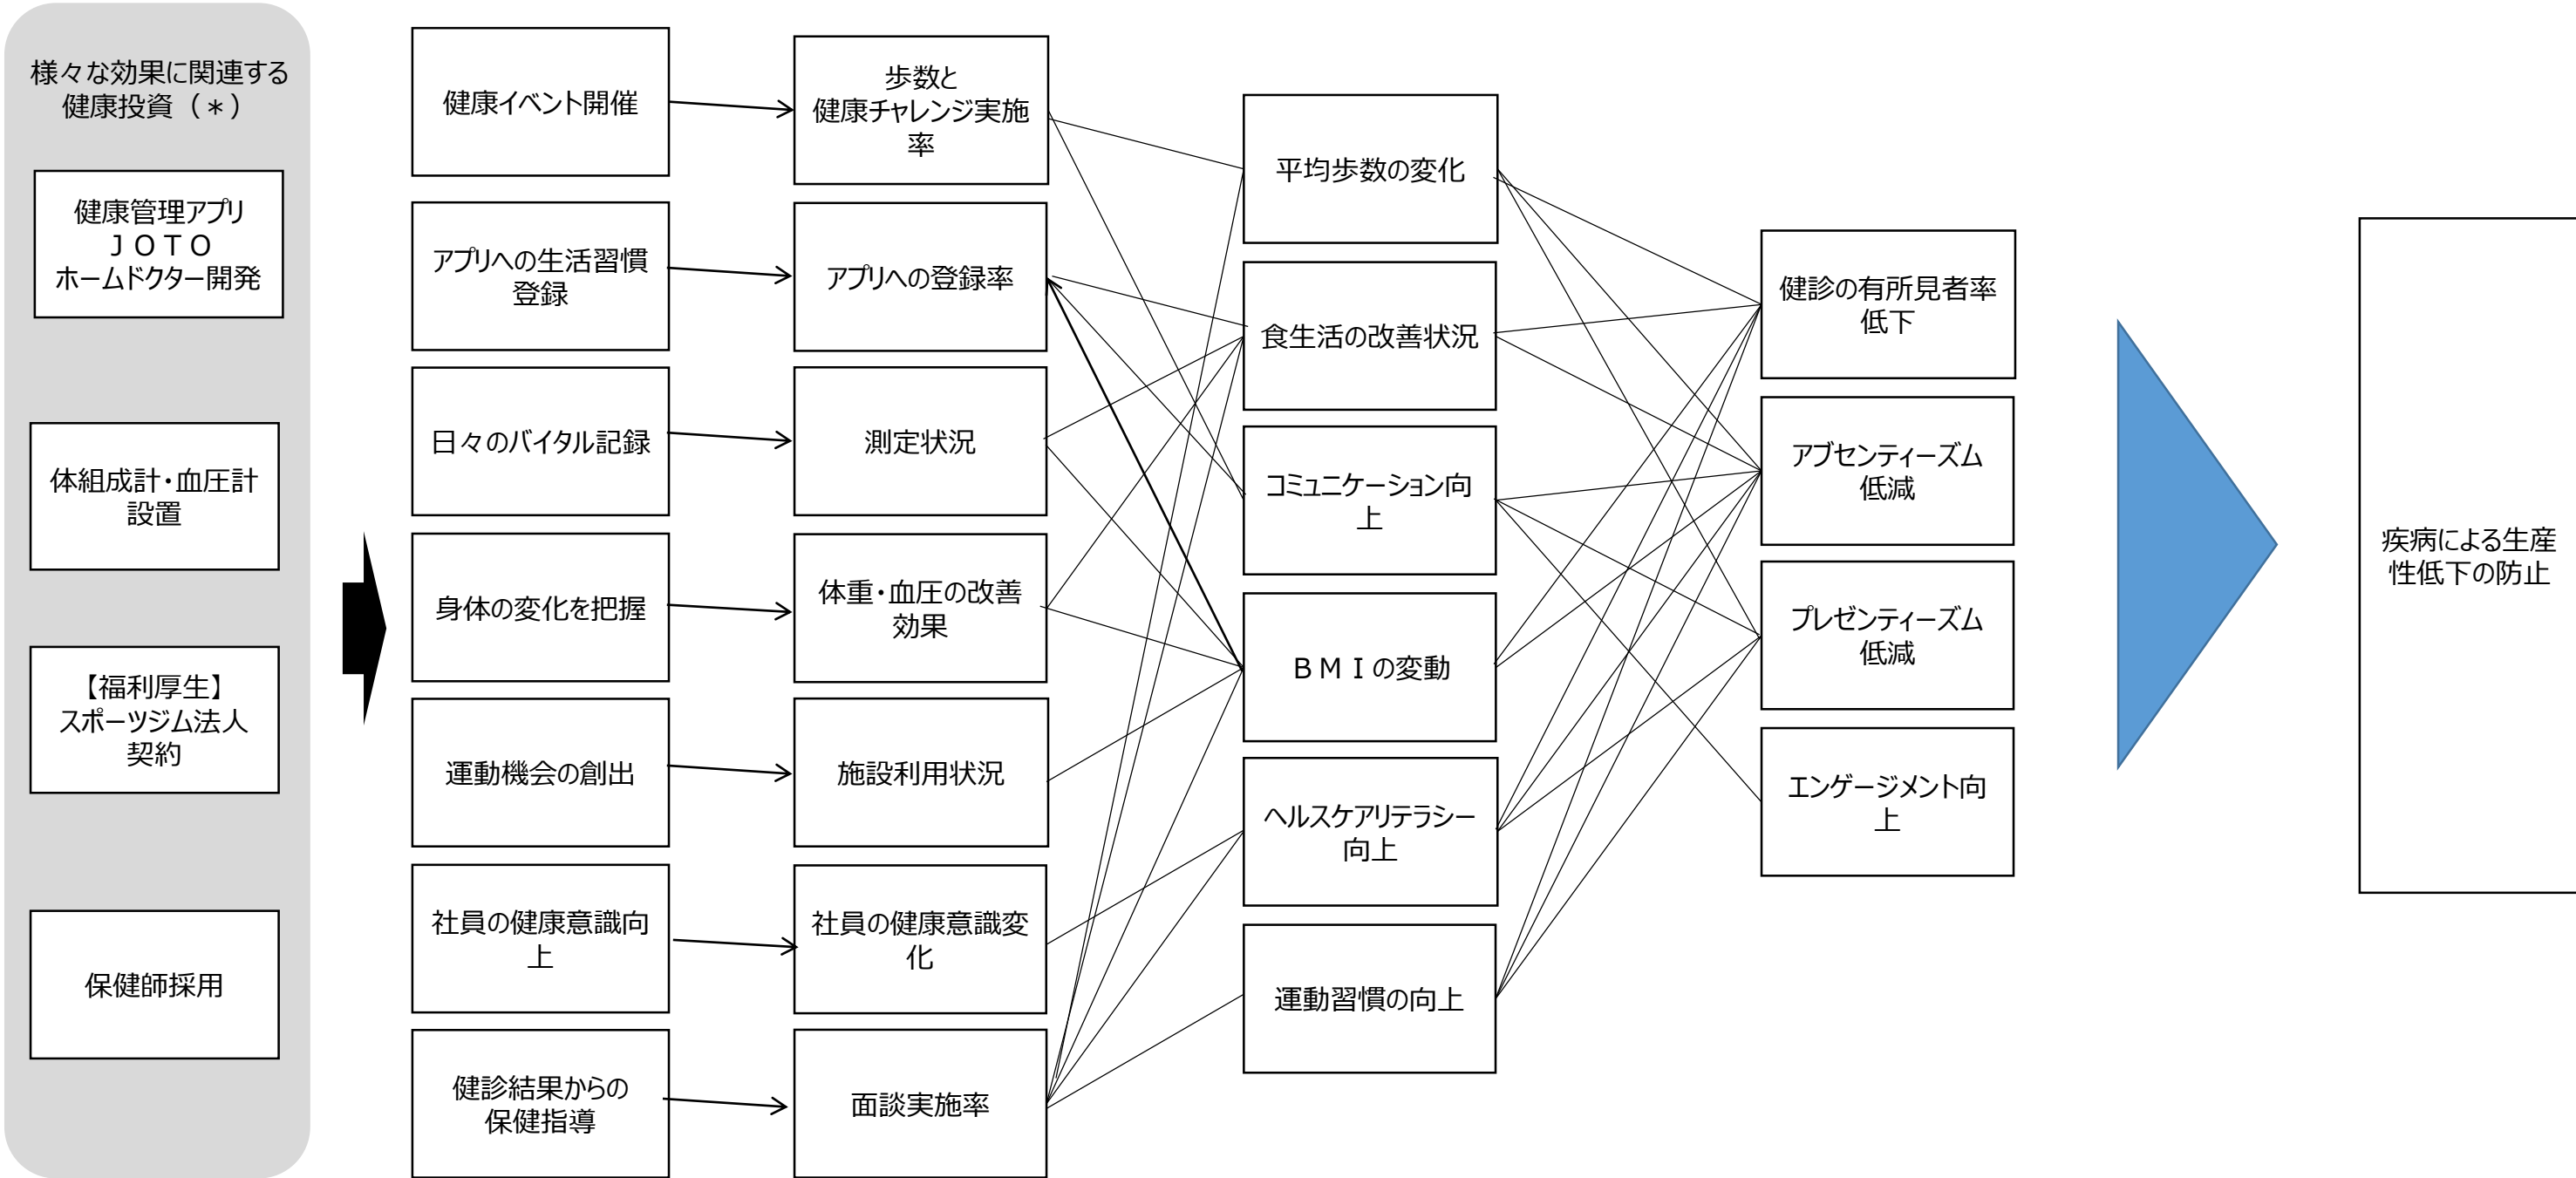 様々な効果に関連する
健康投資（＊）
健康管理アプリ
ＪＯＴＯ
ホームドクター開発
体組成計・血圧計
設置
【福利厚生】
スポーツジム法人
契約
保健師採用
健康イベント開催
アプリへの生活習慣
登録
日々のバイタル記録
身体の変化を把握
運動機会の創出
社員の健康意識向
上
健診結果からの
保健指導
歩数と
健康チャレンジ実施
率
アプリへの登録率
測定状況
体重・血圧の改善
効果
施設利用状況
社員の健康意識変
化
面談実施率
平均歩数の変化
食生活の改善状況
コミュニケーション向
上
ＢＭＩの変動
ヘルスケアリテラシー
向上
運動習慣の向上
健診の有所見者率
低下
アブセンティーズム
低減
プレゼンティーズム
低減
エンゲージメント向
上
疾病による生産
性低下の防止